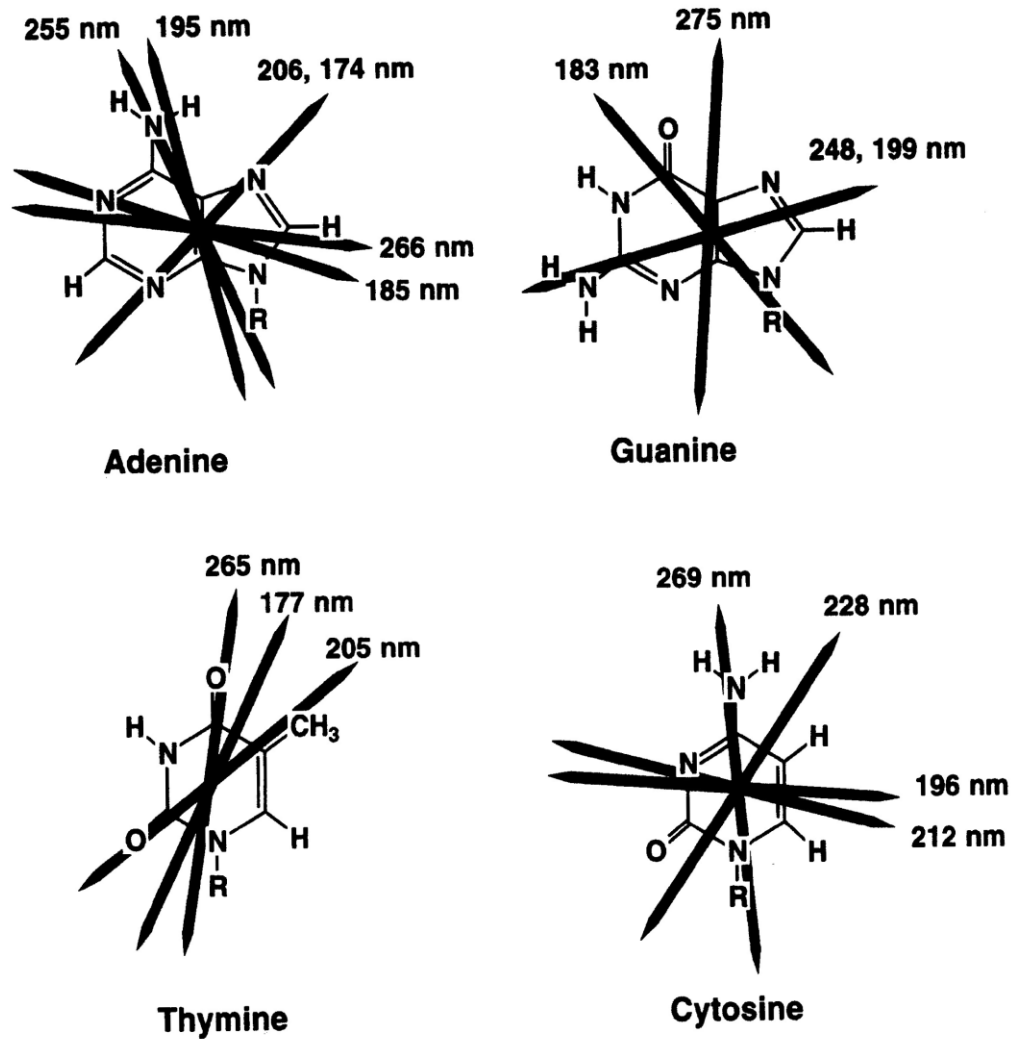 255 nm 195 nm
206, 174 nm
H H
N
N N
H
266 nm
H N N
185 nm
R
Adenine
275 nm
183 nm
O
248, 199 nm
H N
N
H
H N N N
R
H
Guanine
265 nm
177 nm
205 nm
O
H CH3
N
O N H
R
Thymine
269 nm
228 nm
H H
N
H
N
196 nm
212 nm
O N H
R
Cytosine